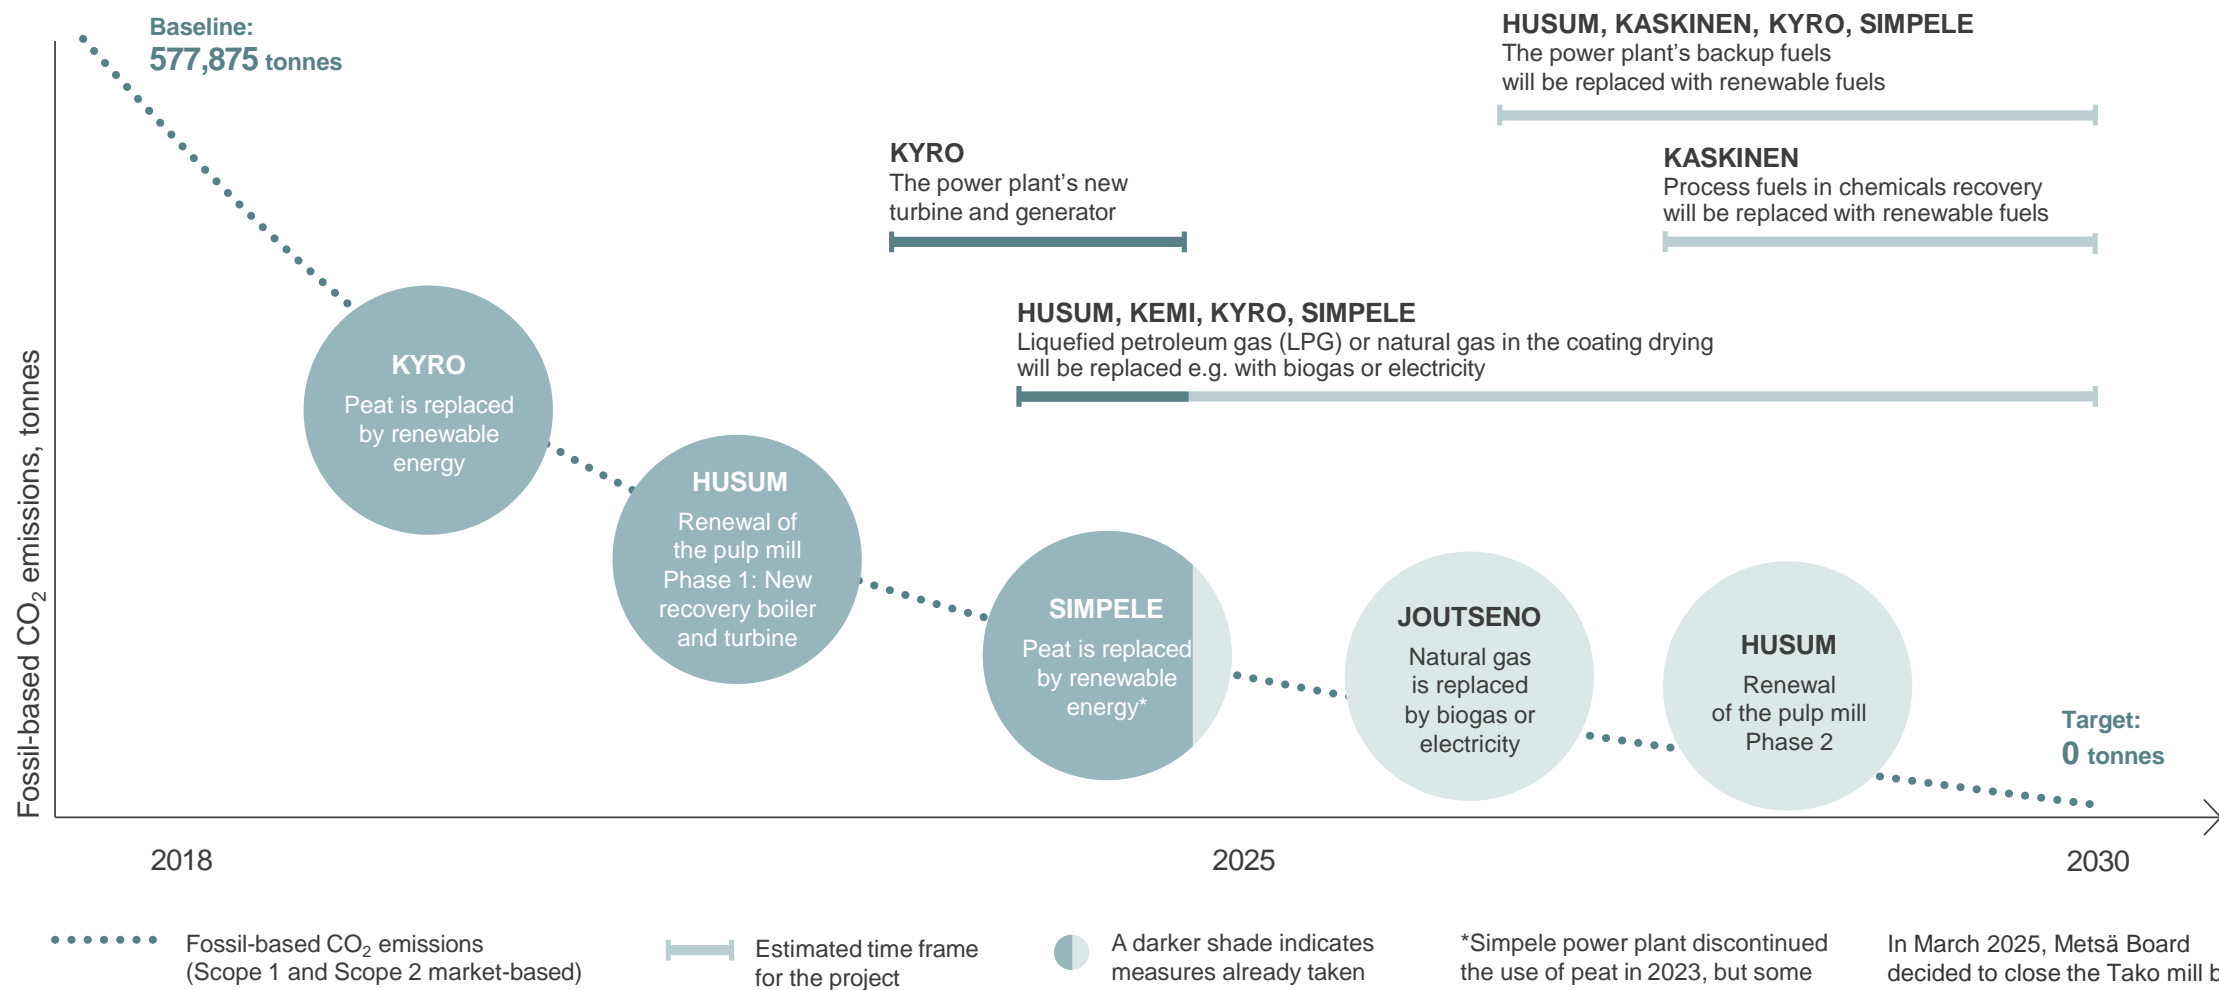 Baseline:
577,875 tonnes
HUSUM, KASKINEN, KYRO, SIMPELE
The power plant's backup fuels
will be replaced with renewable fuels
KYRO
The power plant's new
turbine and generator
KASKINEN
Process fuels in chemicals recovery
will be replaced with renewable fuels
HUSUM, KEMI, KYRO, SIMPELE
Liquefied petroleum gas (LPG) or natural gas in the coating drying
will be replaced e.g. with biogas or electricity
Fossil-based CO₂ emissions, tonnes
KYRO
Peat is replaced
by renewable
energy
HUSUM
Renewal of
the pulp mill
Phase 1: New
recovery boiler
and turbine
SIMPELE
Peat is replaced
by renewable
energy*
JOUTSENO
Natural gas
is replaced
by biogas or
electricity
HUSUM
Renewal
of the pulp mill
Phase 2
Target:
0 tonnes
2018
2025
2030
Fossil-based CO₂ emissions
(Scope 1 and Scope 2 market-based)
Estimated time frame
for the project
A darker shade indicates
measures already taken
*Simpele power plant discontinued
the use of peat in 2023, but some
In March 2025, Metsä Board
decided to close the Tako mill